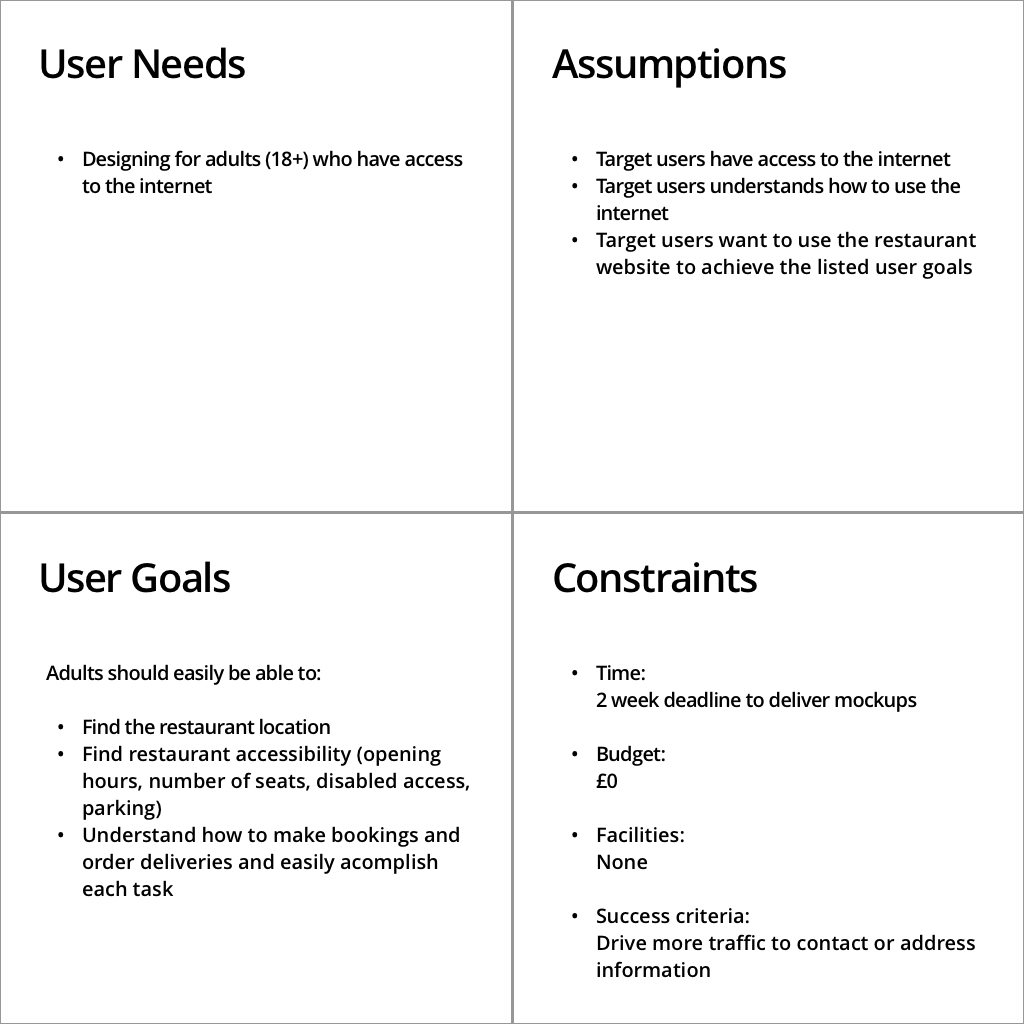 User Needs
• Designing for adults (18+) who have access
to the internet
Assumptions
• Target users have access to the internet
• Target users understands how to use the
internet
• Target users want to use the restaurant
website to achieve the listed user goals
User Goals
Adults should easily be able to:
• Find the restaurant location
• Find restaurant accessibility (opening
hours, number of seats, disabled access,
parking)
• Understand how to make bookings and
order deliveries and easily acomplish
each task
Constraints
• Time:
2 week deadline to deliver mockups
• Budget:
£0
• Facilities:
None
• Success criteria:
Drive more traffic to contact or address
information